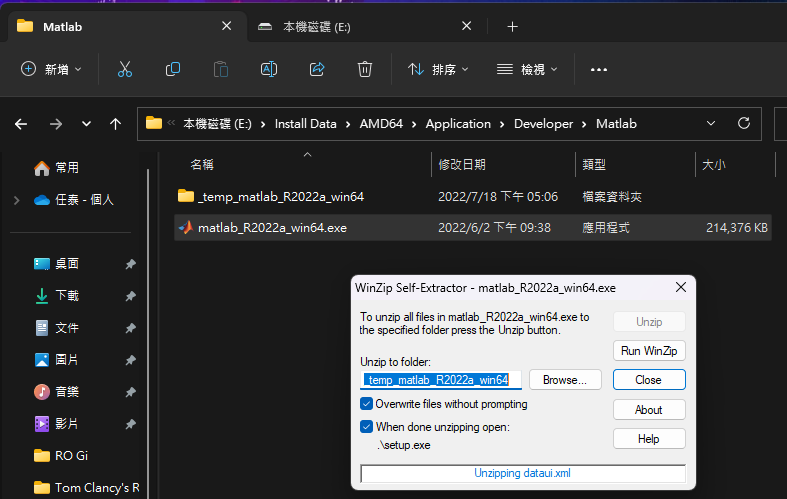 Matlab
本機磁碟 (E:)
新增
排序
檢視
本機磁碟 (E:) › Install Data › AMD64 › Application › Developer › Matlab
常用
任泰 - 個人
桌面
下載
文件
圖片
音樂
影片
RO Gi
Tom Clancy's R
名稱 修改日期 類型 大小
_temp_matlab_R2022a_win64 2022/7/18 下午 05:06 檔案資料夾
matlab_R2022a_win64.exe 2022/6/2 下午 09:38 應用程式 214,376 KB
WinZip Self-Extractor - matlab_R2022a_win64.exe
To unzip all files in matlab_R2022a_win64.exe to
the specified folder press the Unzip button.
Unzip to folder:
_temp_matlab_R2022a_win64
Browse...
Overwrite files without prompting
When done unzipping open:
.\setup.exe
Unzip
Run WinZip
Close
About
Help
Unzipping dataui.xml